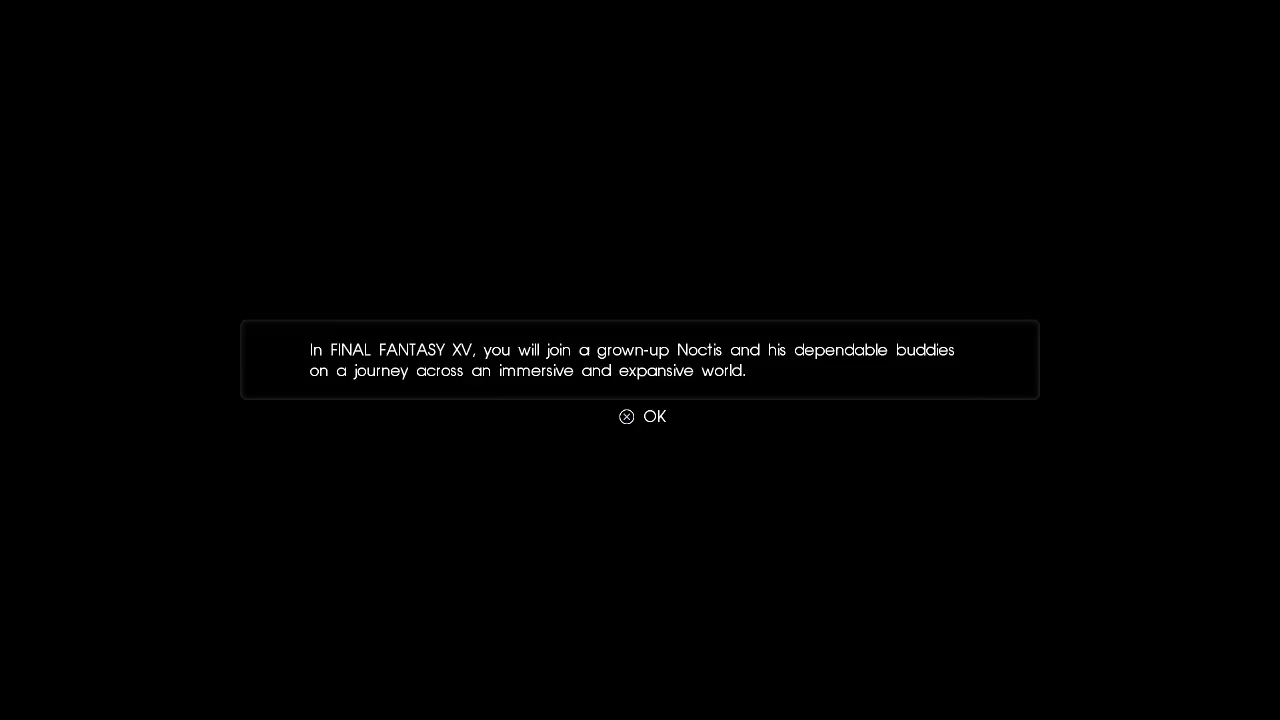 In FINAL FANTASY XV, you will join a grown-up Noctis and his dependable buddies
on a journey across an immersive and expansive world.
OK